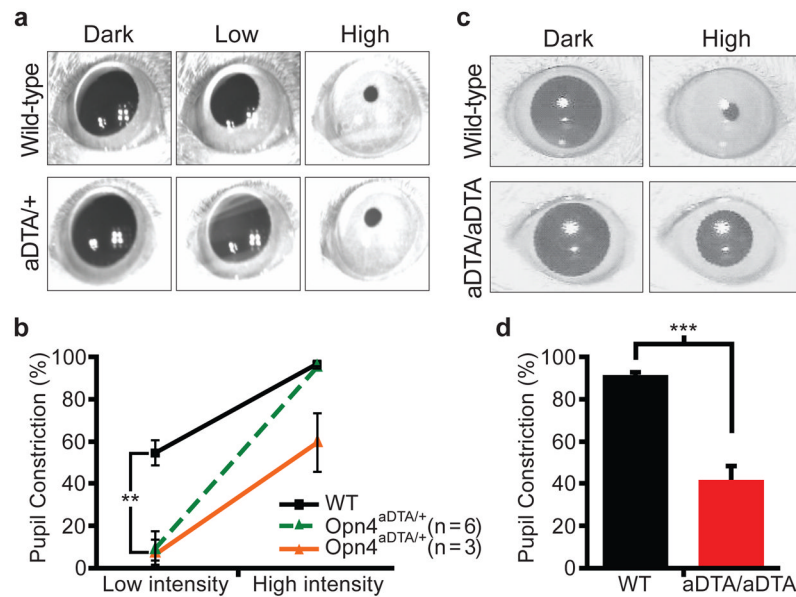 a
Dark Low High
Wild-type
aDTA/+
c
Dark High
Wild-type
aDTA/aDTA
b
Pupil Constriction (%)
100
80
60
40
20
0
**
WT
Opn4aDTA/+ (n=6)
Opn4aDTA/+ (n=3)
Low intensity High intensity
d
***
Pupil Constriction (%)
100
80
60
40
20
0
WT aDTA/aDTA